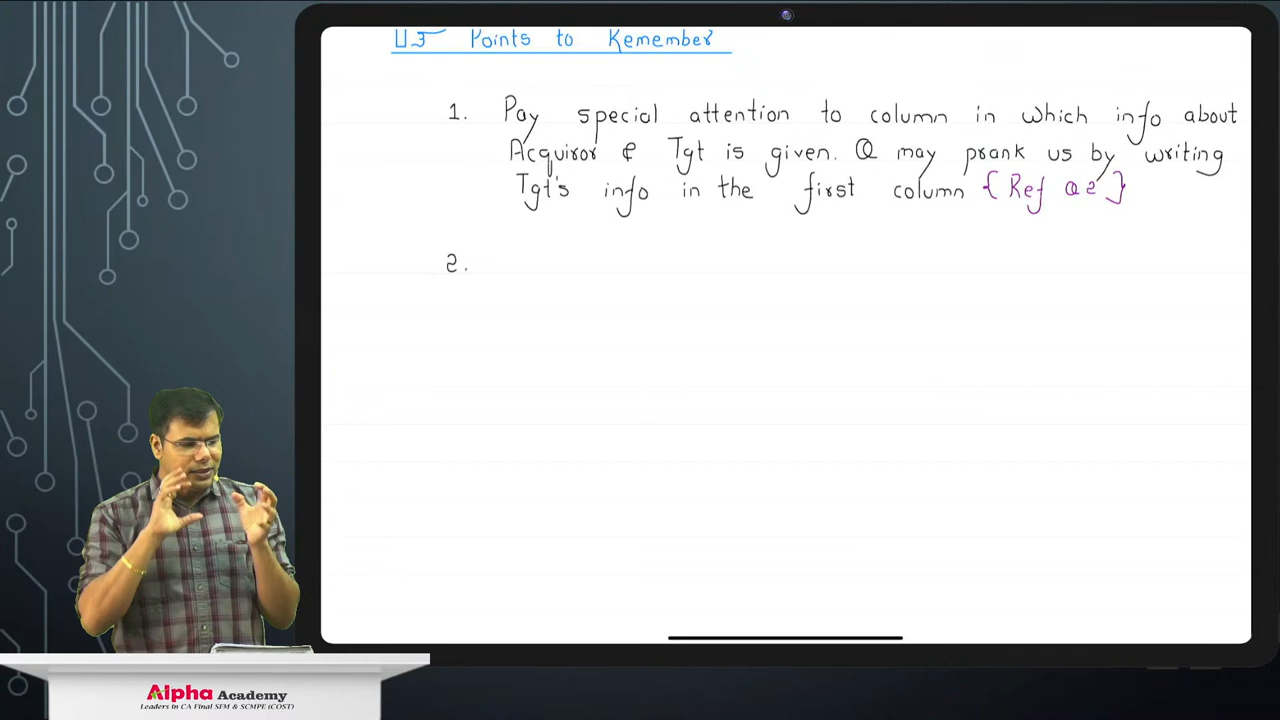 Points to Remember
1. Pay special attention to column in which info about
Acquiror & Tgt is given. Q may prank us by writing
Tgt's info in the first column {Ref Q2}
2.
Alpha Academy
Leaders in CA Final SFM & SCMPE (COST)